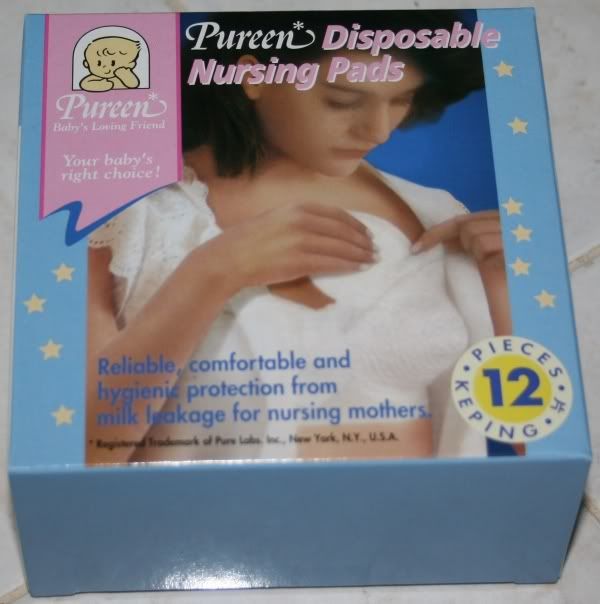 Pureen*
Baby's Loving Friend
Your baby's
right choice!
Pureen* Disposable
Nursing Pads
Reliable, comfortable and
hygienic protection from
milk leakage for nursing mothers.
* Registered Trademark of Pure Labs. Inc., New York, N.Y., U.S.A.
PIECES
12
KEPING
片